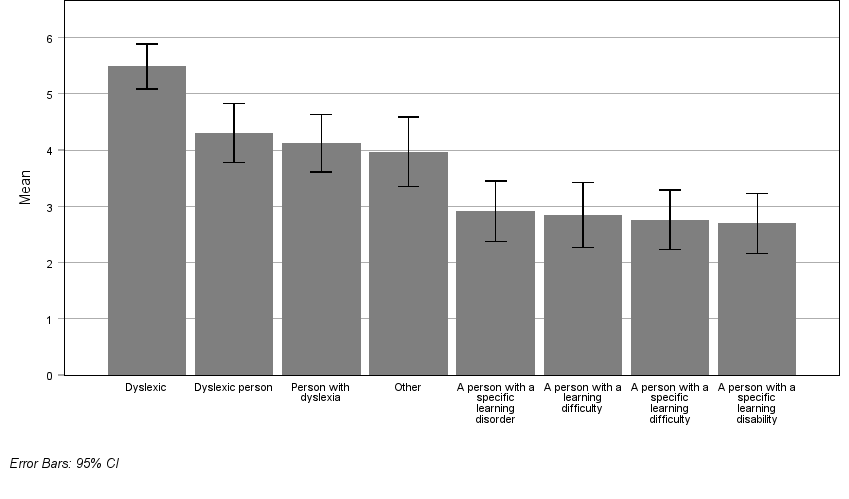 6
5
4
3
2
1
0
Mean
Dyslexic
Dyslexic person
Person with
dyslexia
Other
A person with a
specific
learning
disorder
A person with a
learning
difficulty
A person with a
specific
learning
difficulty
A person with a
specific
learning
disability
Error Bars: 95% CI